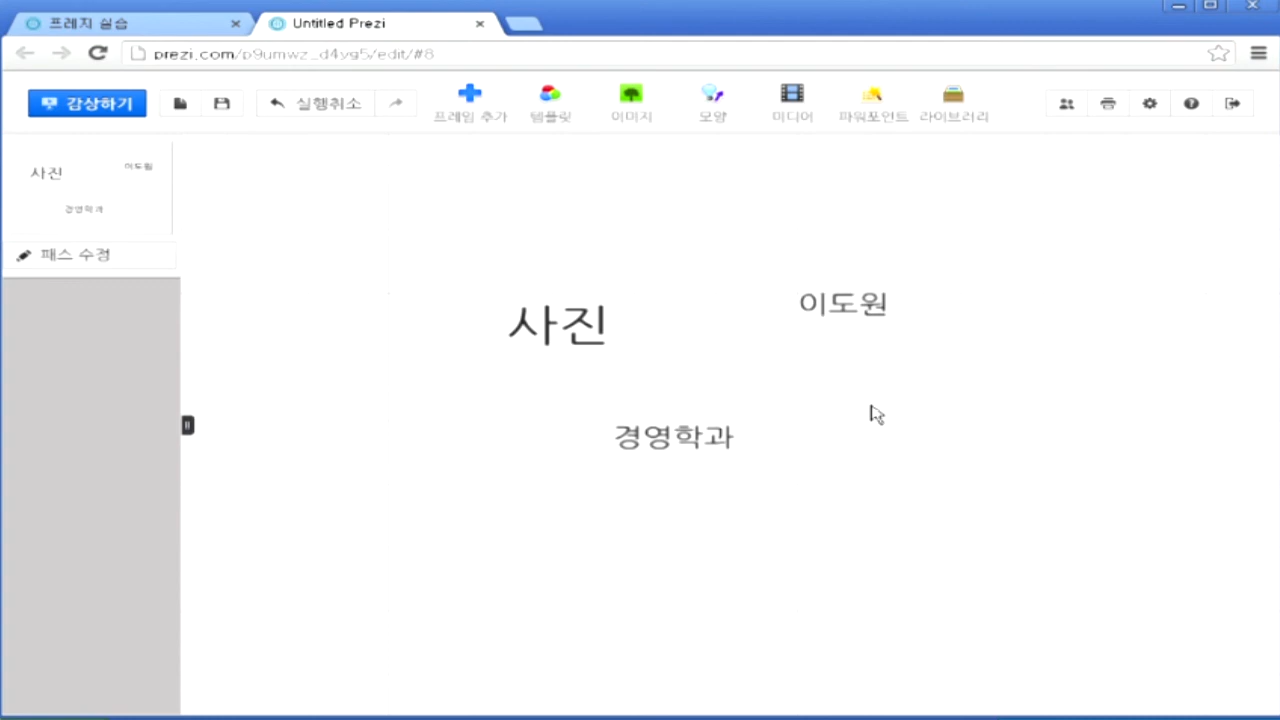 프레지 실습
Untitled Prezi
prezi.com/p9umwz_d4yg5/edit/#8
감상하기
실행취소
프레임 추가
템플릿
이미지
모양
미디어
파워포인트
라이브러리
사진
이도원
경영학과
패스 수정
사진
이도원
경영학과